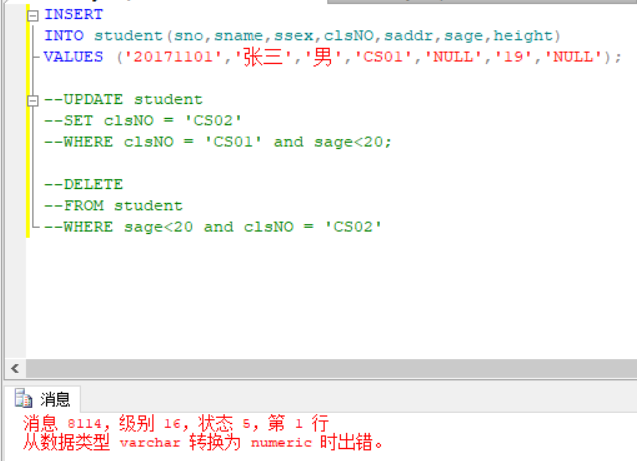 INSERT
INTO student(sno,sname,ssex,clsNO,saddr,sage,height)
VALUES ('20171101','张三','男','CS01','NULL','19','NULL');
--UPDATE student
--SET clsNO = 'CS02'
--WHERE clsNO = 'CS01' and sage<20;
--DELETE
--FROM student
--WHERE sage<20 and clsNO = 'CS02'
消息
消息 8114，级别 16，状态 5，第 1 行
从数据类型 varchar 转换为 numeric 时出错。